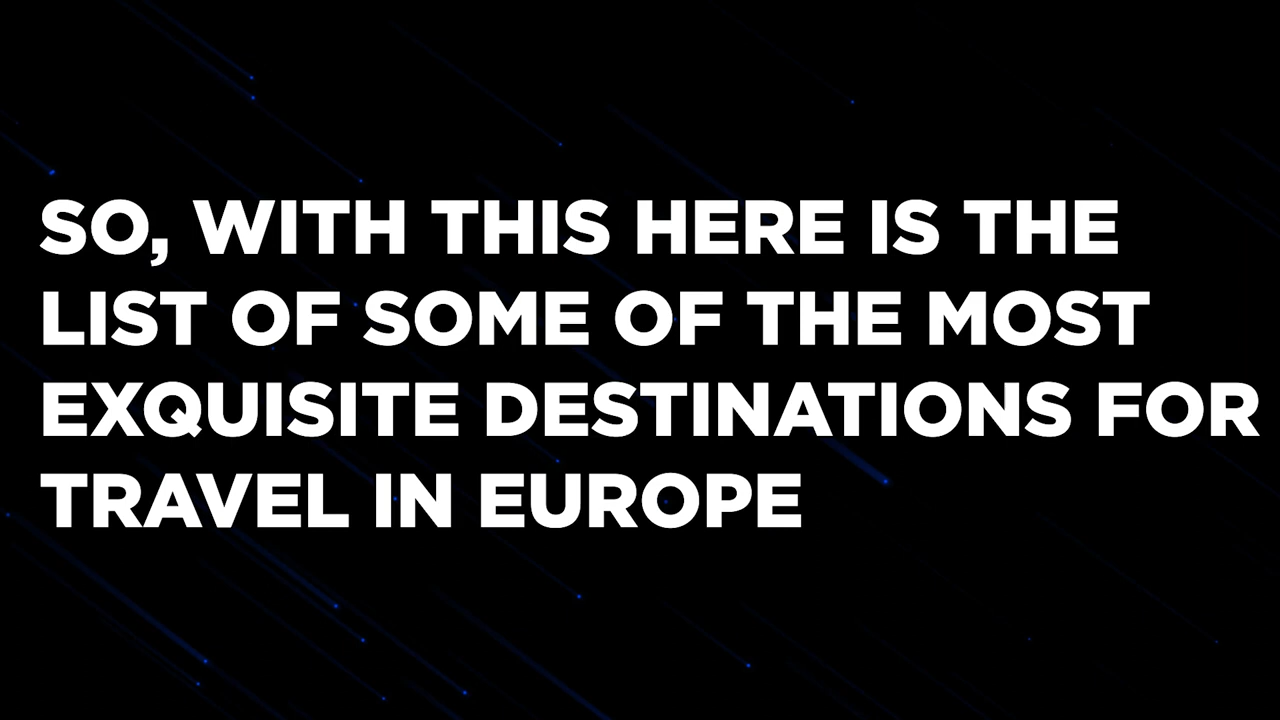 SO, WITH THIS HERE IS THE
LIST OF SOME OF THE MOST
EXQUISITE DESTINATIONS FOR
TRAVEL IN EUROPE